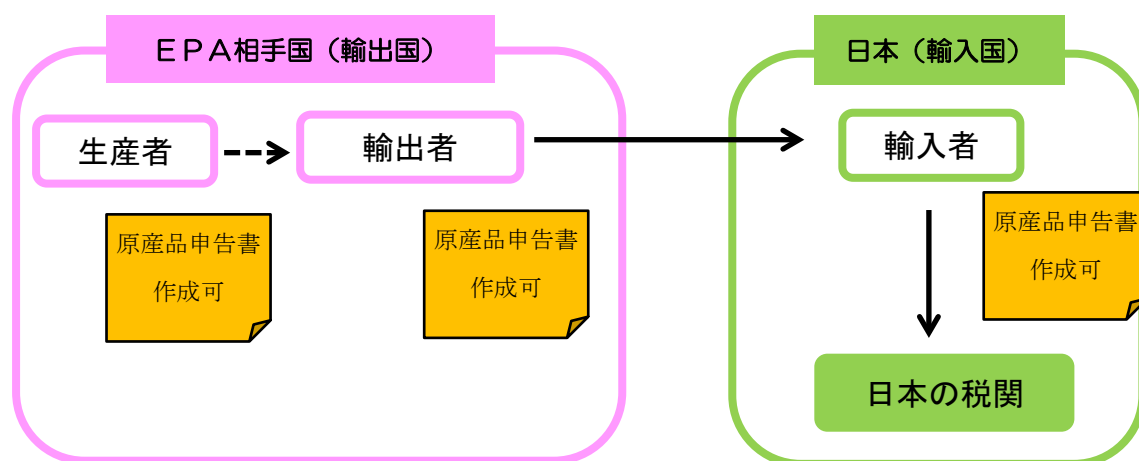 EPA相手国(輸出国)
生産者
輸出者
原産品申告書
作成可
原産品申告書
作成可
日本(輸入国)
輸入者
原産品申告書
作成可
日本の税関